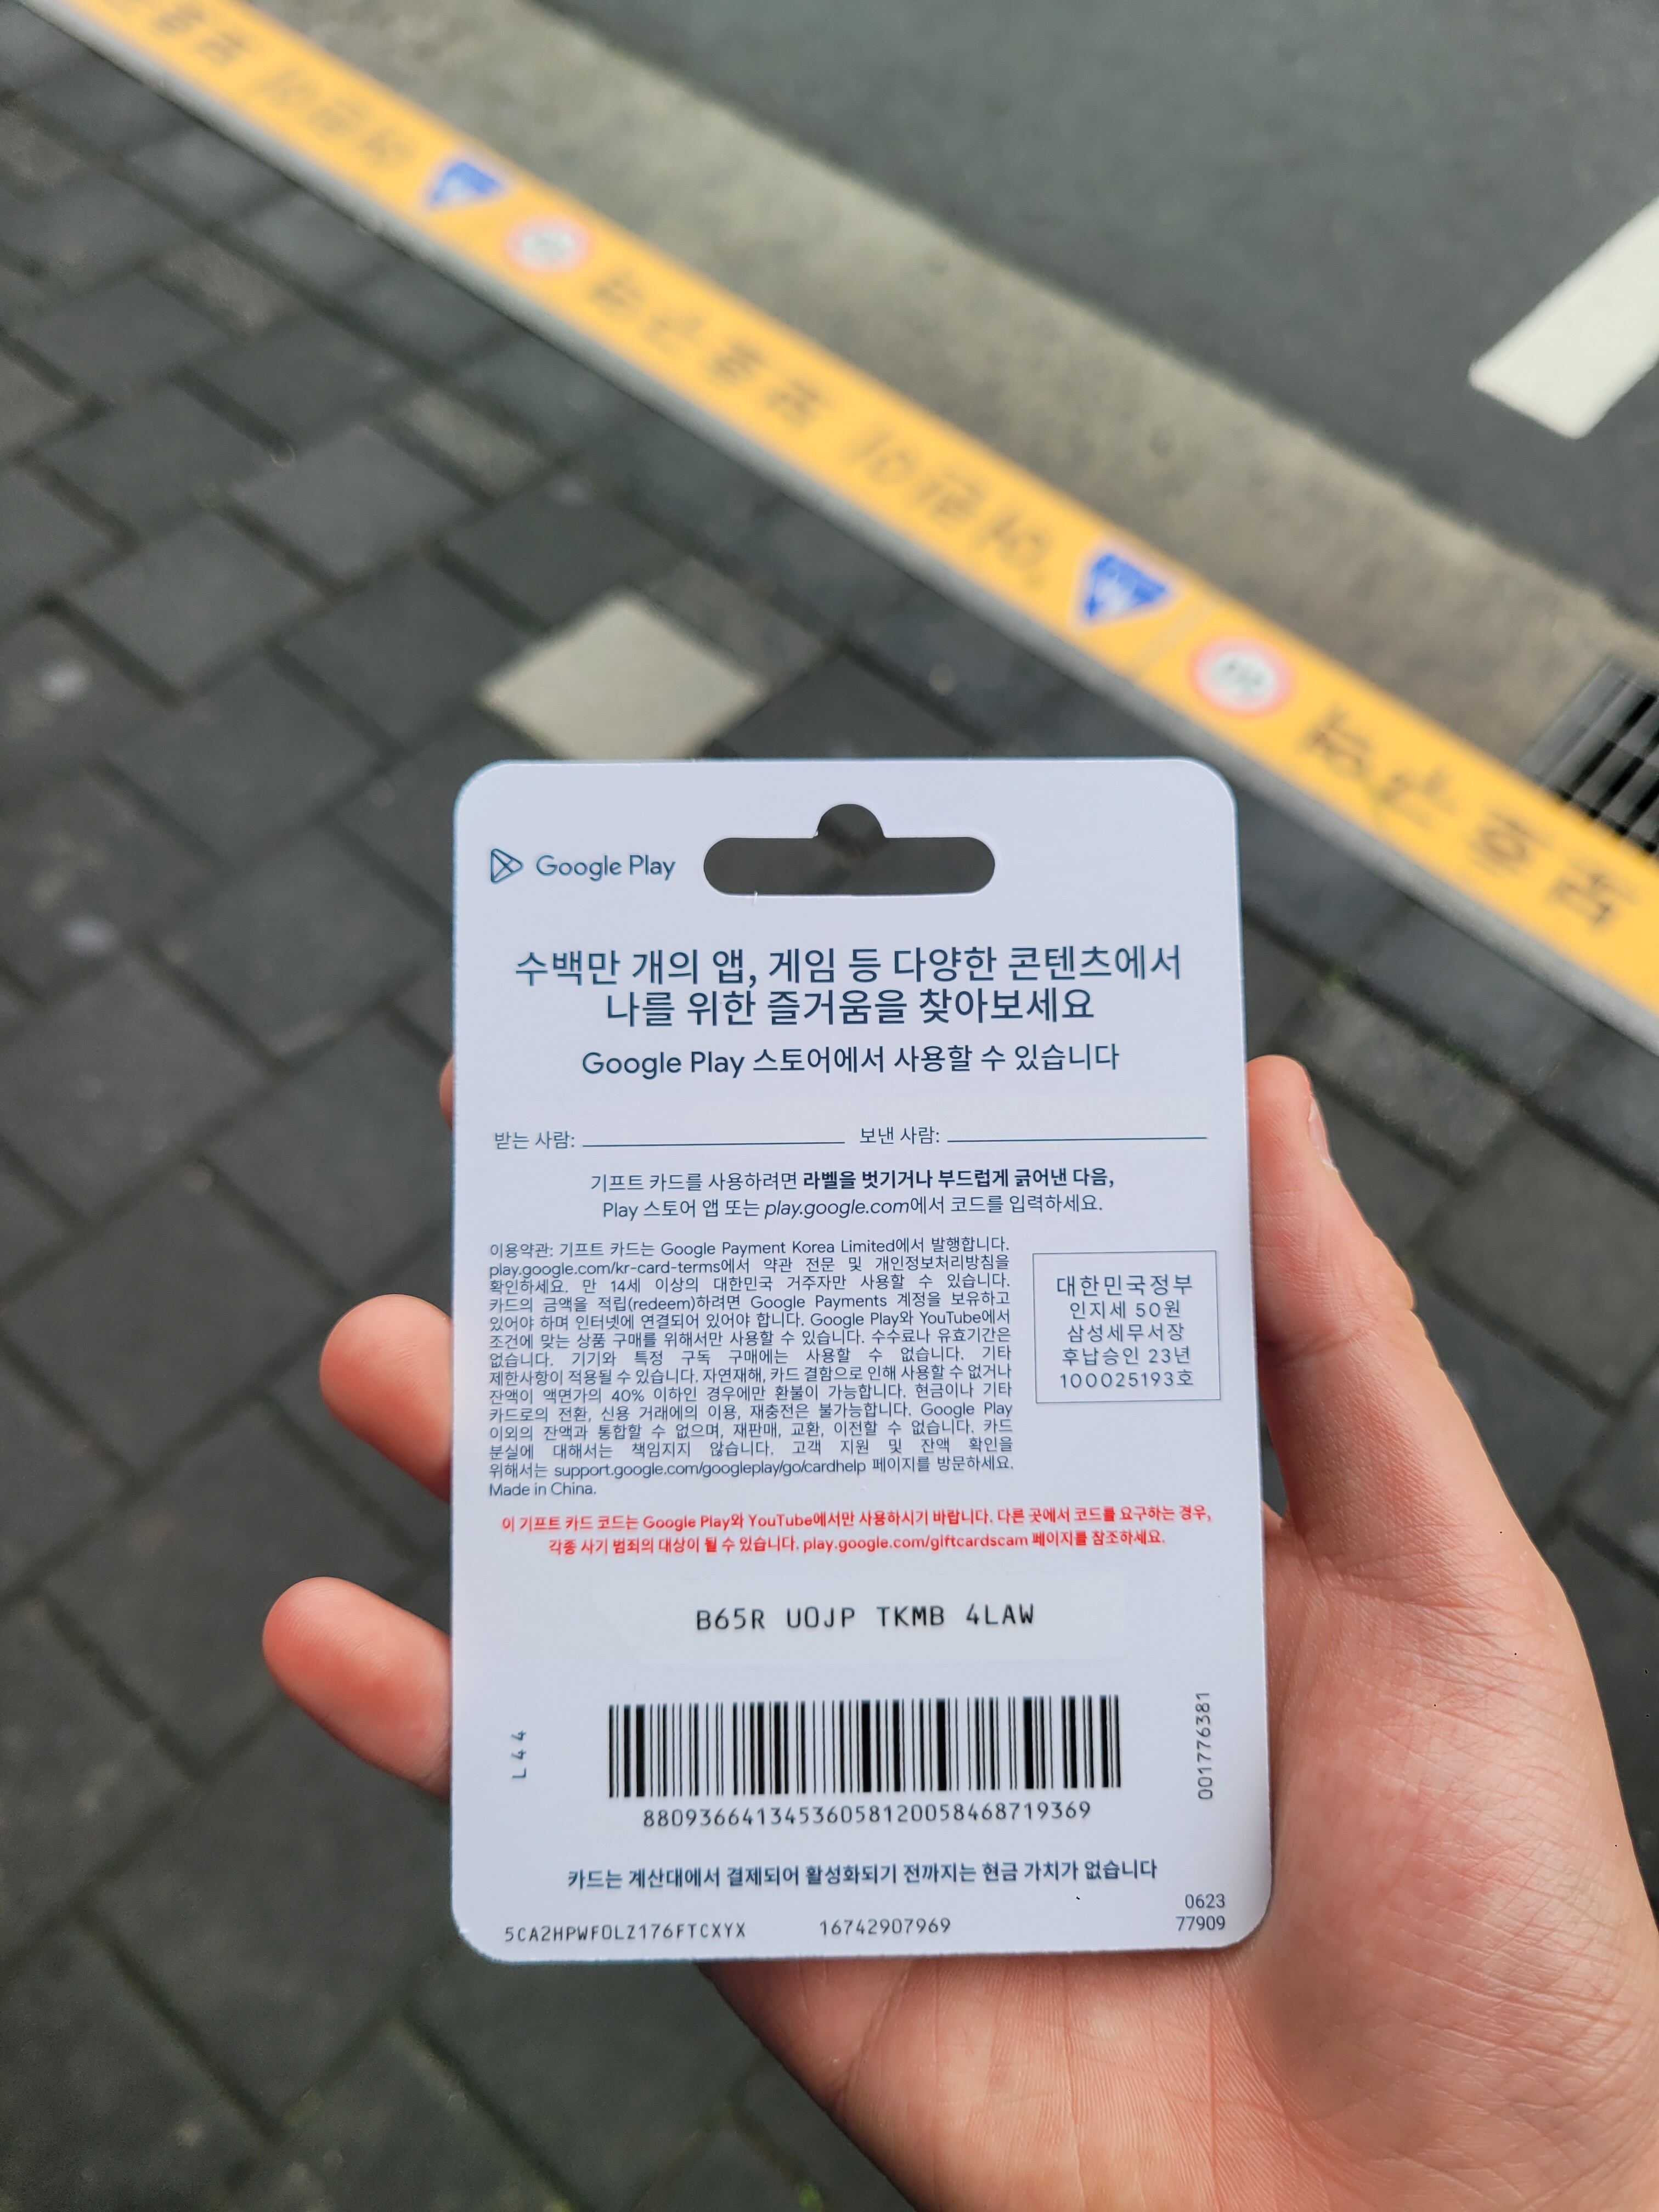 Google Play
수백만 개의 앱, 게임 등 다양한 콘텐츠에서
나를 위한 즐거움을 찾아보세요
Google Play 스토어에서 사용할 수 있습니다
받는 사람: 보낸 사람:
기프트 카드를 사용하려면 라벨을 벗기거나 부드럽게 긁어낸 다음,
Play 스토어 앱 또는 play.google.com에서 코드를 입력하세요.
이용약관: 기프트 카드는 Google Payment Korea Limited에서 발행합니다.
play.google.com/kr-card-terms에서 약관 전문 및 개인정보처리방침을
확인하세요. 만 14세 이상의 대한민국 거주자만 사용할 수 있습니다.
카드의 금액을 적립(redeem)하려면 Google Payments 계정을 보유하고
있어야 하며 인터넷에 연결되어 있어야 합니다. Google Play와 YouTube에서
조건에 맞는 상품 구매를 위해서만 사용할 수 있습니다. 수수료나 유효기간은
없습니다. 기기와 특정 구독 구매에는 사용할 수 없습니다. 기타
제한사항이 적용될 수 있습니다. 자연재해, 카드 결함으로 인해 사용할 수 없거나
잔액이 액면가의 40% 이하인 경우에만 환불이 가능합니다. 현금이나 기타
카드로의 전환, 신용 거래에의 이용, 재충전은 불가능합니다. Google Play
이외의 잔액과 통합할 수 없으며, 재판매, 교환, 이전할 수 없습니다. 카드
분실에 대해서는 책임지지 않습니다. 고객 지원 및 잔액 확인을
위해서는 support.google.com/googleplay/go/cardhelp 페이지를 방문하세요.
Made in China.
대한민국정부
인지세 50원
삼성세무서장
후납승인 23년
100025193호
이 기프트 카드 코드는 Google Play와 YouTube에서만 사용하시기 바랍니다. 다른 곳에서 코드를 요구하는 경우,
각종 사기 범죄의 대상이 될 수 있습니다. play.google.com/giftcardscam 페이지를 참조하세요.
B65R UOJP TKMB 4LAW
L44
001776381
8809366413453605812005846871­9369
카드는 계산대에서 결제되어 활성화되기 전까지는 현금 가치가 없습니다
5CA2HPWFOLZ176FTCXYX 16742907969
0623
77909